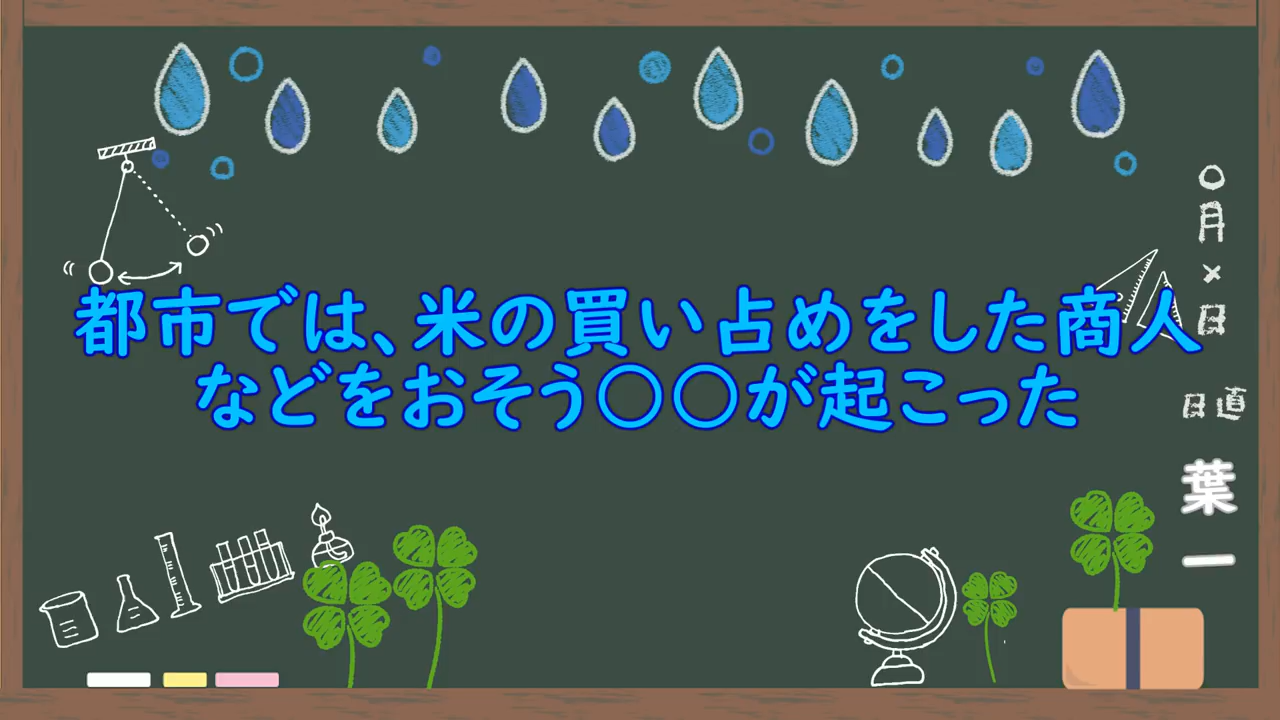 都市では、米の買い占めをした商人
などをおそう〇〇が起こった
〇月×日
日直
葉一